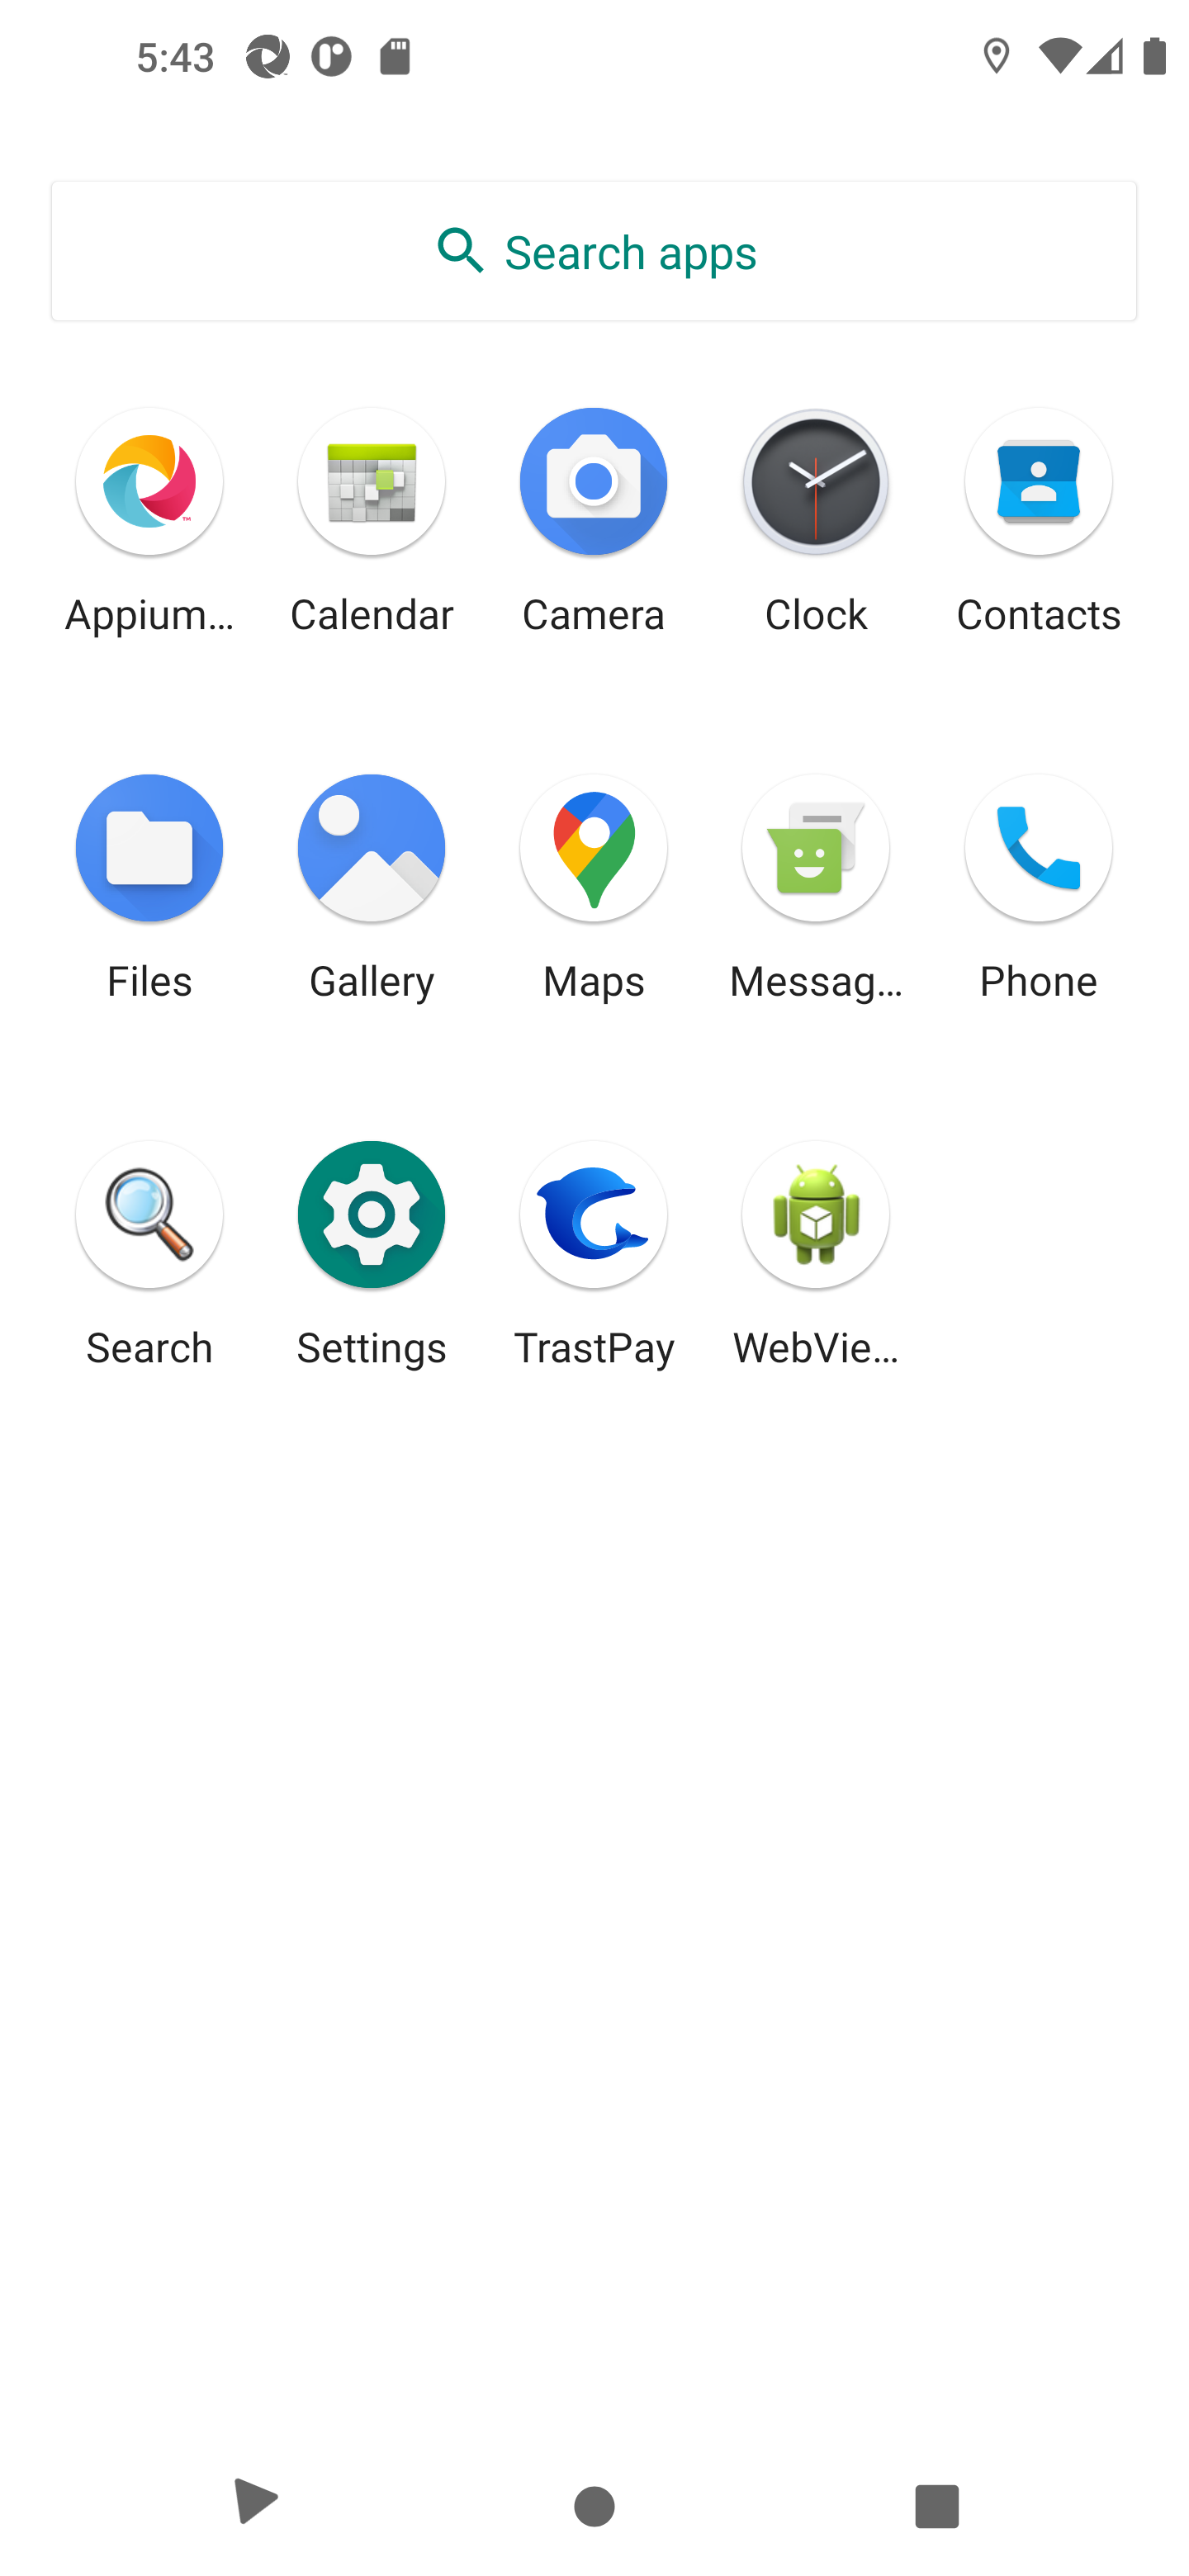 5:43
Search apps
Appium…
Calendar
Camera
Clock
Contacts
Files
Gallery
Maps
Messag…
Phone
Search
Settings
TrastPay
WebVie…